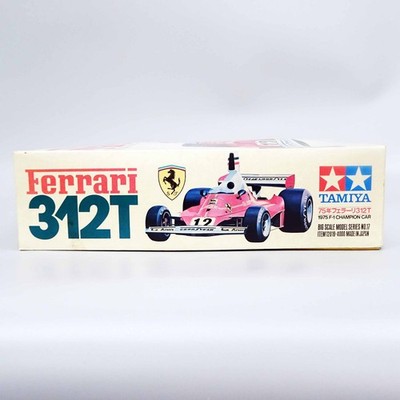 Ferrari
312T
12
GOODYEAR
TAMIYA
75年フェラーリ312T
1975 F-1 CHAMPION CAR
BIG SCALE MODEL SERIES NO.17
MADE IN JAPAN